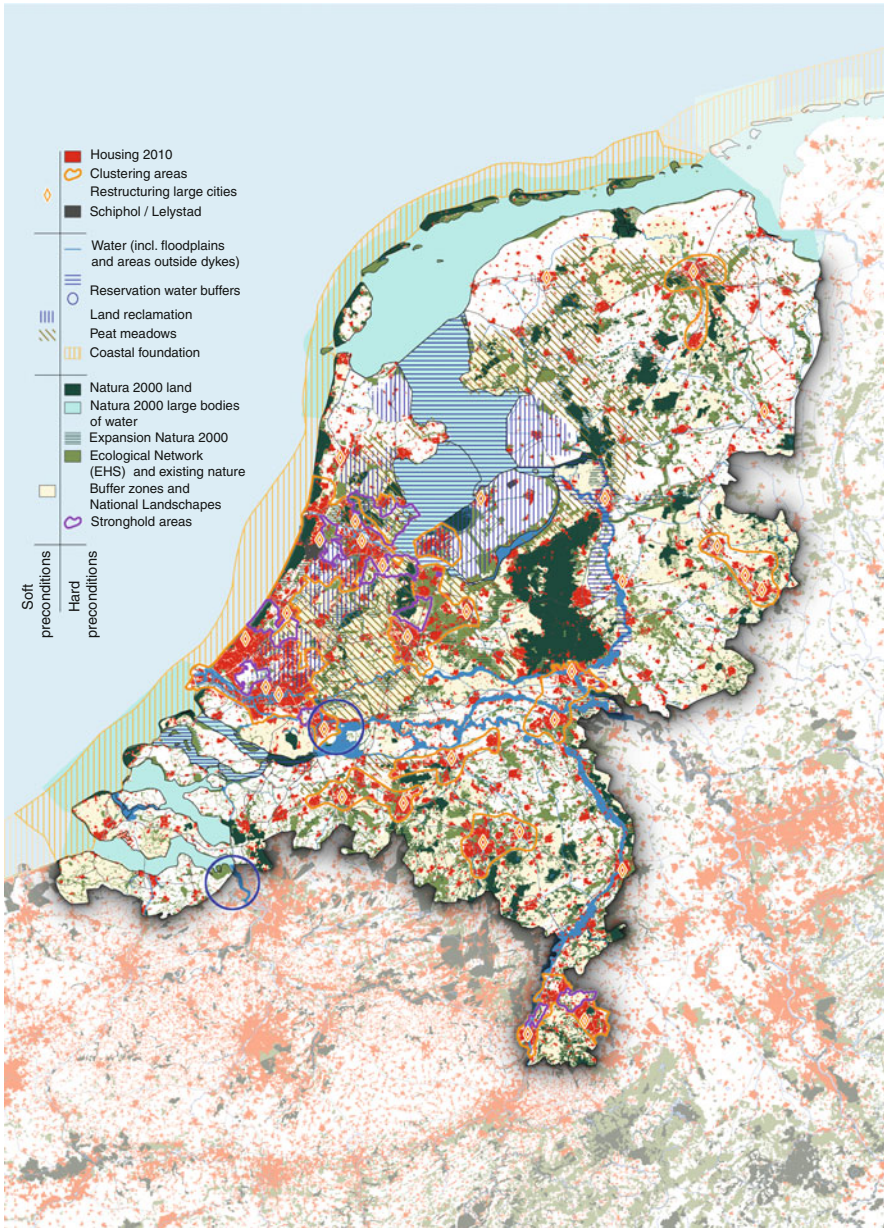 Housing 2010
Clustering areas
Restructuring large cities
Schiphol / Lelystad
Water (incl. floodplains
and areas outside dykes)
Reservation water buffers
Land reclamation
Peat meadows
Coastal foundation
Natura 2000 land
Natura 2000 large bodies
of water
Expansion Natura 2000
Ecological Network
(EHS) and existing nature
Buffer zones and
National Landscapes
Stronghold areas
Soft
preconditions
Hard
preconditions